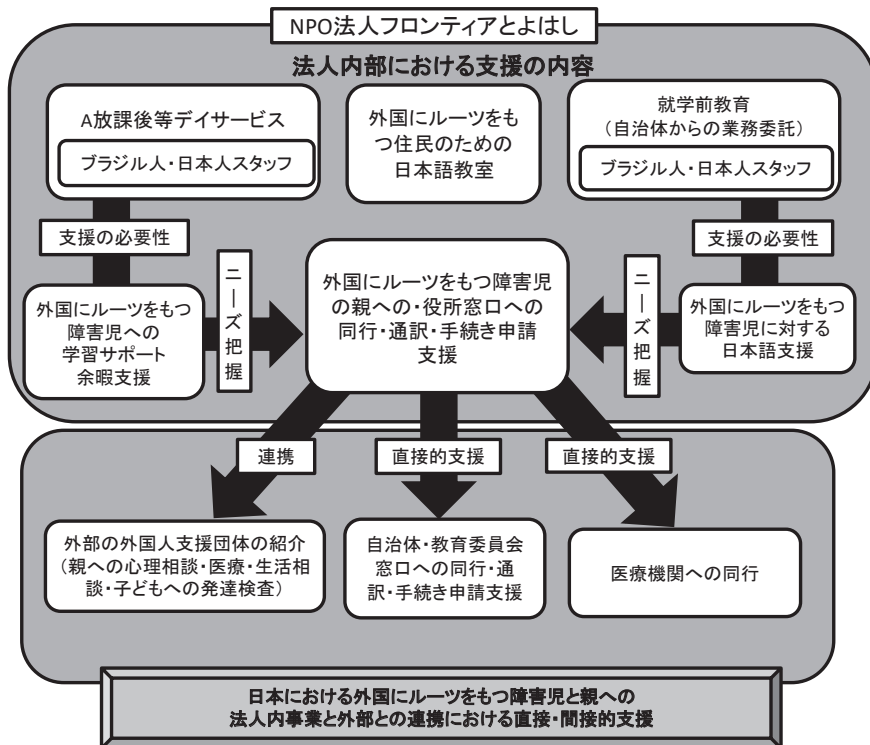 NPO法人フロンティアとよはし
法人内部における支援の内容
A放課後等デイサービス
ブラジル人・日本人スタッフ
外国にルーツをも
つ住民のための
日本語教室
就学前教育
（自治体からの業務委託）
ブラジル人・日本人スタッフ
支援の必要性
支援の必要性
外国にルーツをもつ
障害児への
学習サポート
余暇支援
ニーズ把握
外国にルーツをもつ障害児
の親への・役所窓口への
同行・通訳・手続き申請
支援
ニーズ把握
外国にルーツをもつ
障害児に対する
日本語支援
連携
直接的支援
直接的支援
外部の外国人支援団体の紹介
（親への心理相談・医療・生活相
談・子どもへの発達検査）
自治体・教育委員会
窓口への同行・通
訳・手続き申請支援
医療機関への同行
日本における外国にルーツをもつ障害児と親への
法人内事業と外部との連携における直接・間接的支援